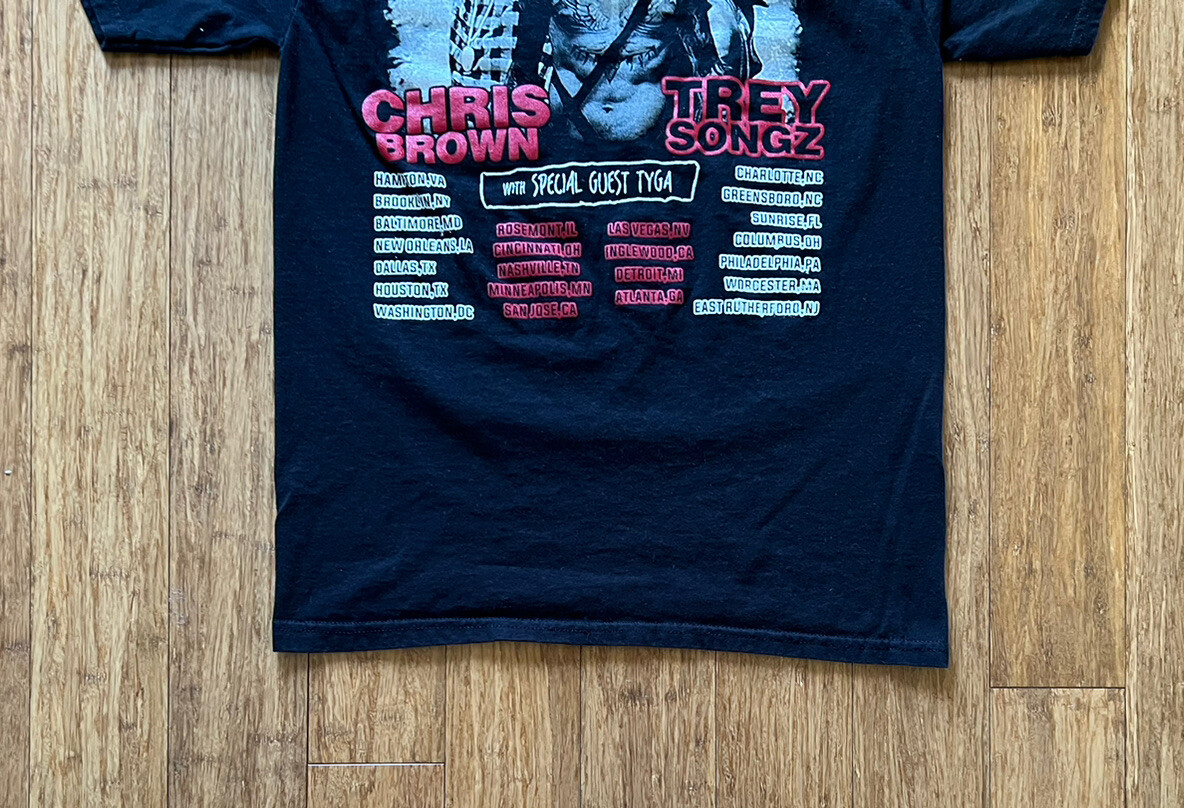 CHRIS
BROWN
TREY
SONGZ
WITH SPECIAL GUEST TYGA
HAMTON,VA
BROOKLIN,NY
BALTIMORE,MD
NEW ORLEANS,LA
DALLAS,TX
HOUSTON,TX
WASHINGTON,DC
ROSEMONT,IL
CINCINNATI,OH
NASHVILLE,TN
MINNEAPOLIS,MN
SAN JOSE,CA
LAS VEGAS,NV
INGLEWOOD,CA
DETROIT,MI
ATLANTA,GA
CHARLOTTE,NC
GREENSBORO,NC
SUNRISE,FL
COLUMBUS,OH
PHILADELPHIA,PA
WORCESTER,MA
EAST RUTHERFORD,NJ